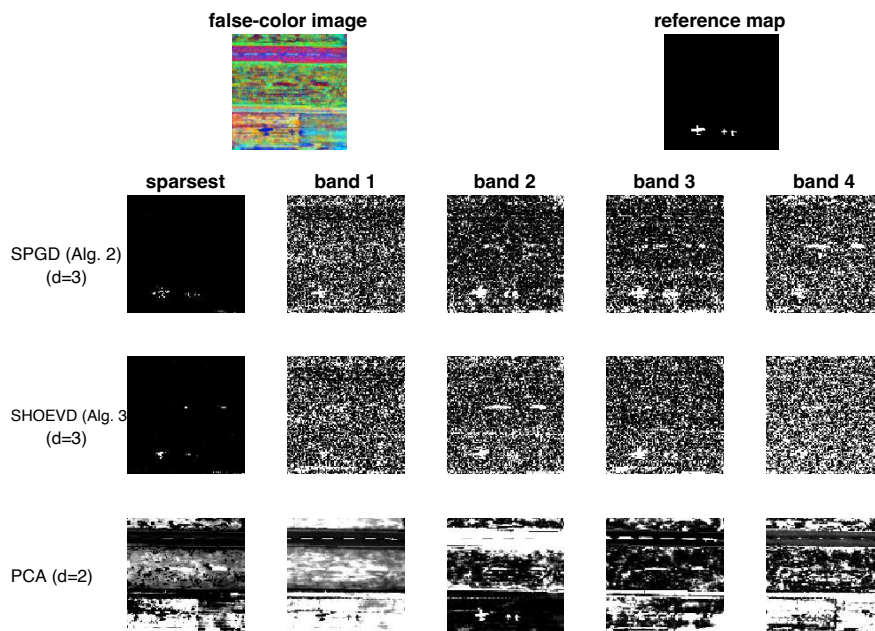 false-color image
reference map
sparsest
band 1
band 2
band 3
band 4
SPGD (Alg. 2)
(d=3)
SHOEVD (Alg. 3
(d=3)
PCA (d=2)